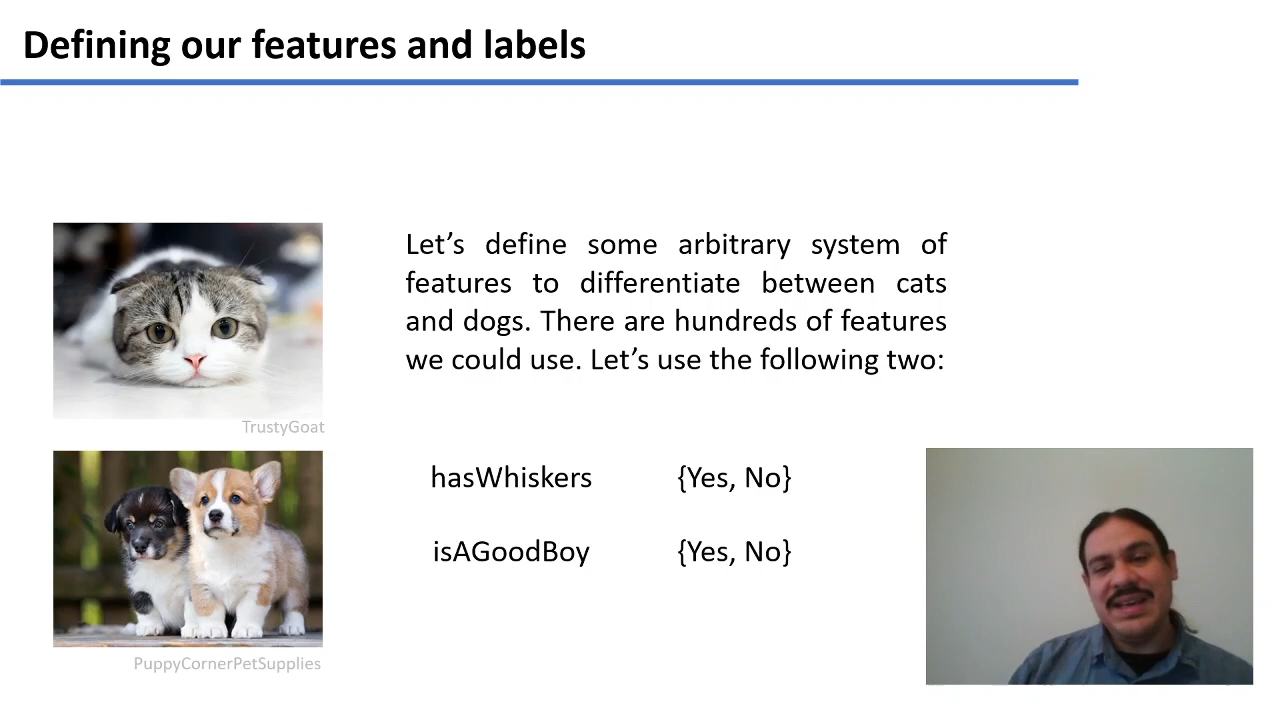 Defining our features and labels
Let’s define some arbitrary system of
features to differentiate between cats
and dogs. There are hundreds of features
we could use. Let’s use the following two:
TrustyGoat
hasWhiskers {Yes, No}
isAGoodBoy {Yes, No}
PuppyCornerPetSupplies